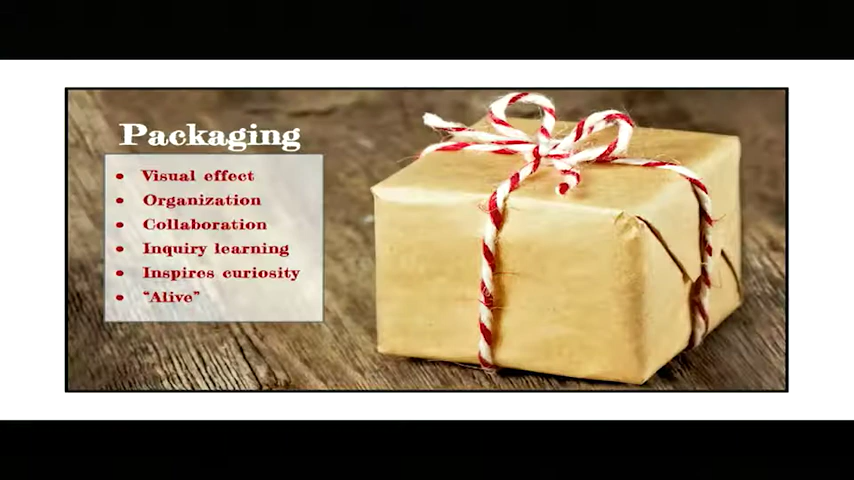 Packaging
• Visual effect
• Organization
• Collaboration
• Inquiry learning
• Inspires curiosity
• “Alive”